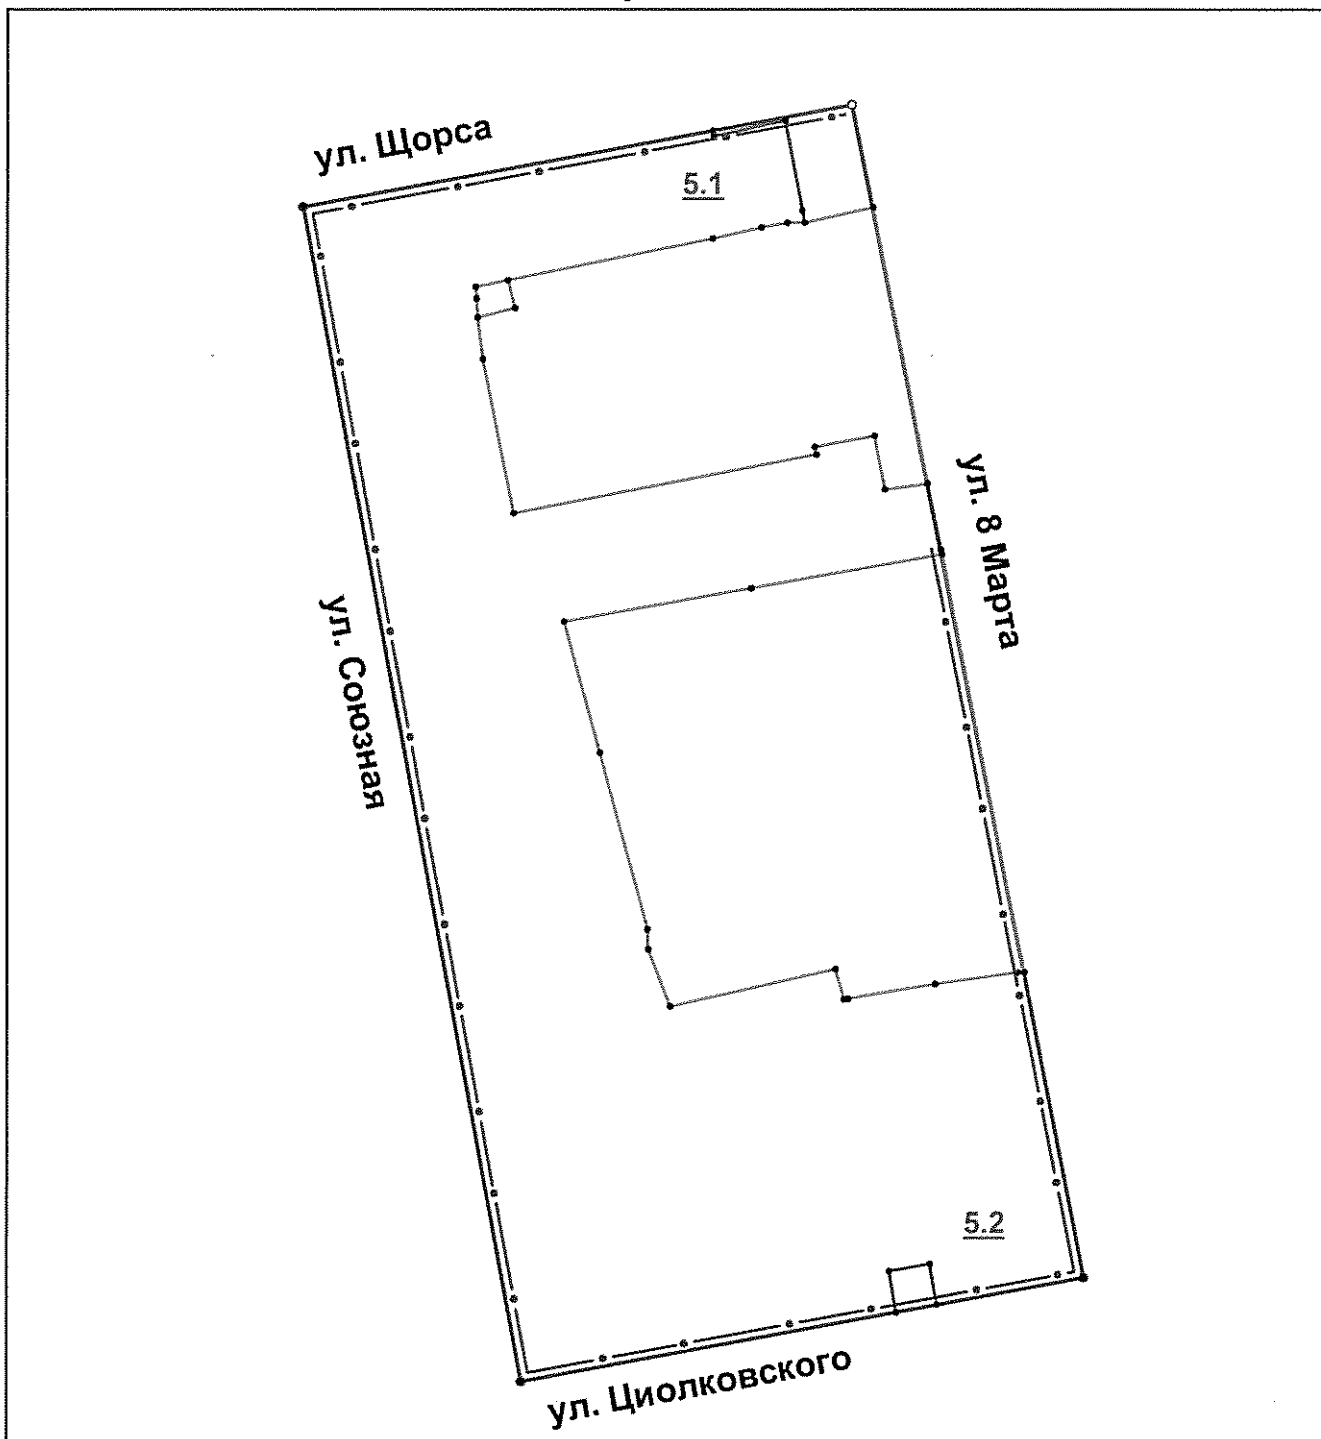 ул. Щорса
5.1
ул. 8 Марта
ул. Союзная
5.2
ул. Циолковского